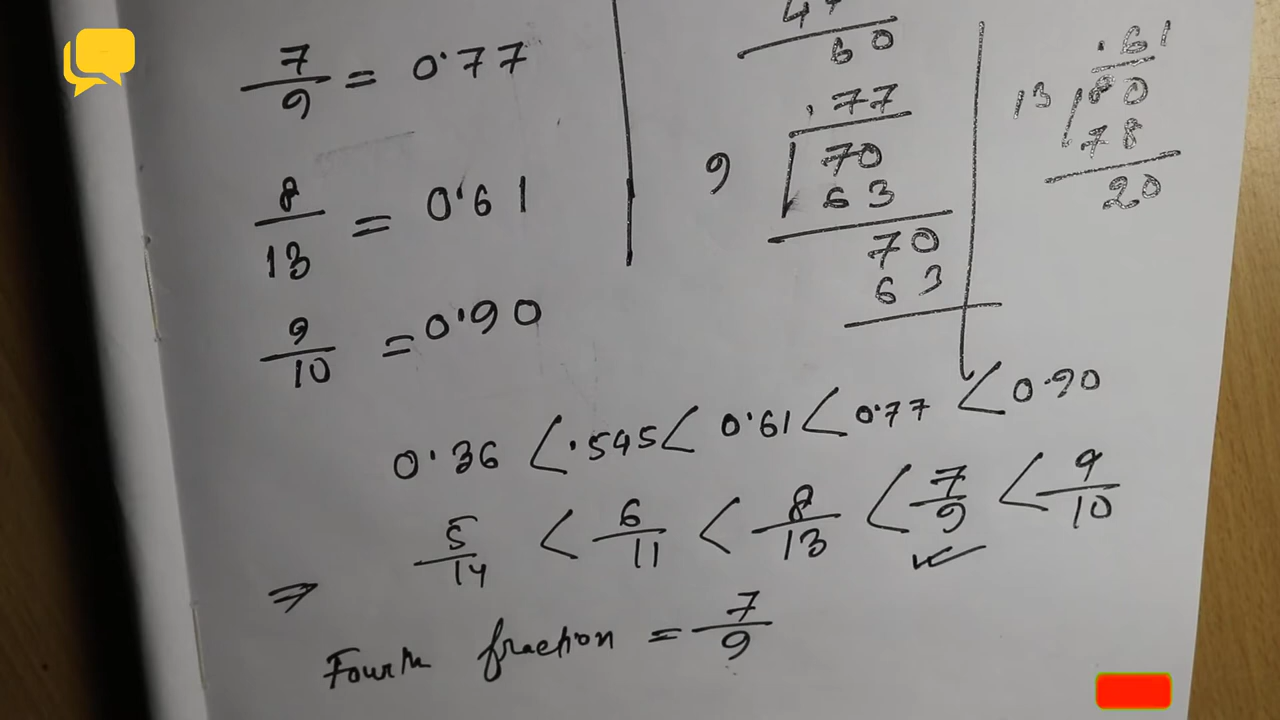 7/9 = 0.77
8/13 = 0.61
9/10 = 0.90
60
.77
9 70
63
70
63
.61
13 80
78
20
0.36 < .545 < 0.61 < 0.77 < 0.90
⇒ 5/14 < 6/11 < 8/13 < 7/9 < 9/10
Fourth fraction = 7/9